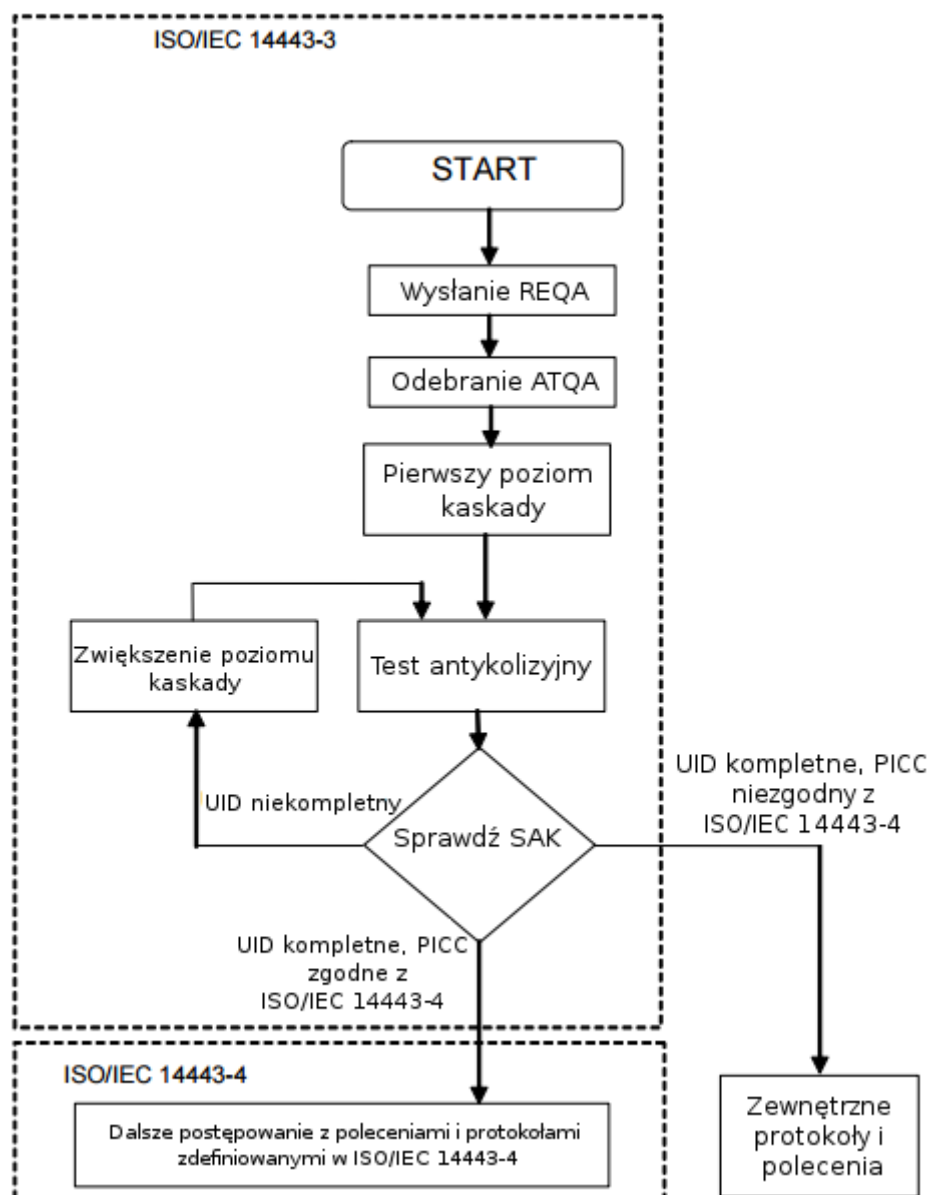 ISO/IEC 14443-3
START
Wysłanie REQA
Odebranie ATQA
Pierwszy poziom
kaskady
Zwiększenie poziomu
kaskady
Test antykolizyjny
UID niekompletny
Sprawdź SAK
UID kompletne, PICC
niezgodny z
ISO/IEC 14443-4
UID kompletne, PICC
zgodne z
ISO/IEC 14443-4
ISO/IEC 14443-4
Dalsze postępowanie z poleceniami i protokołami
zdefiniowanymi w ISO/IEC 14443-4
Zewnętrzne
protokoły i
polecenia